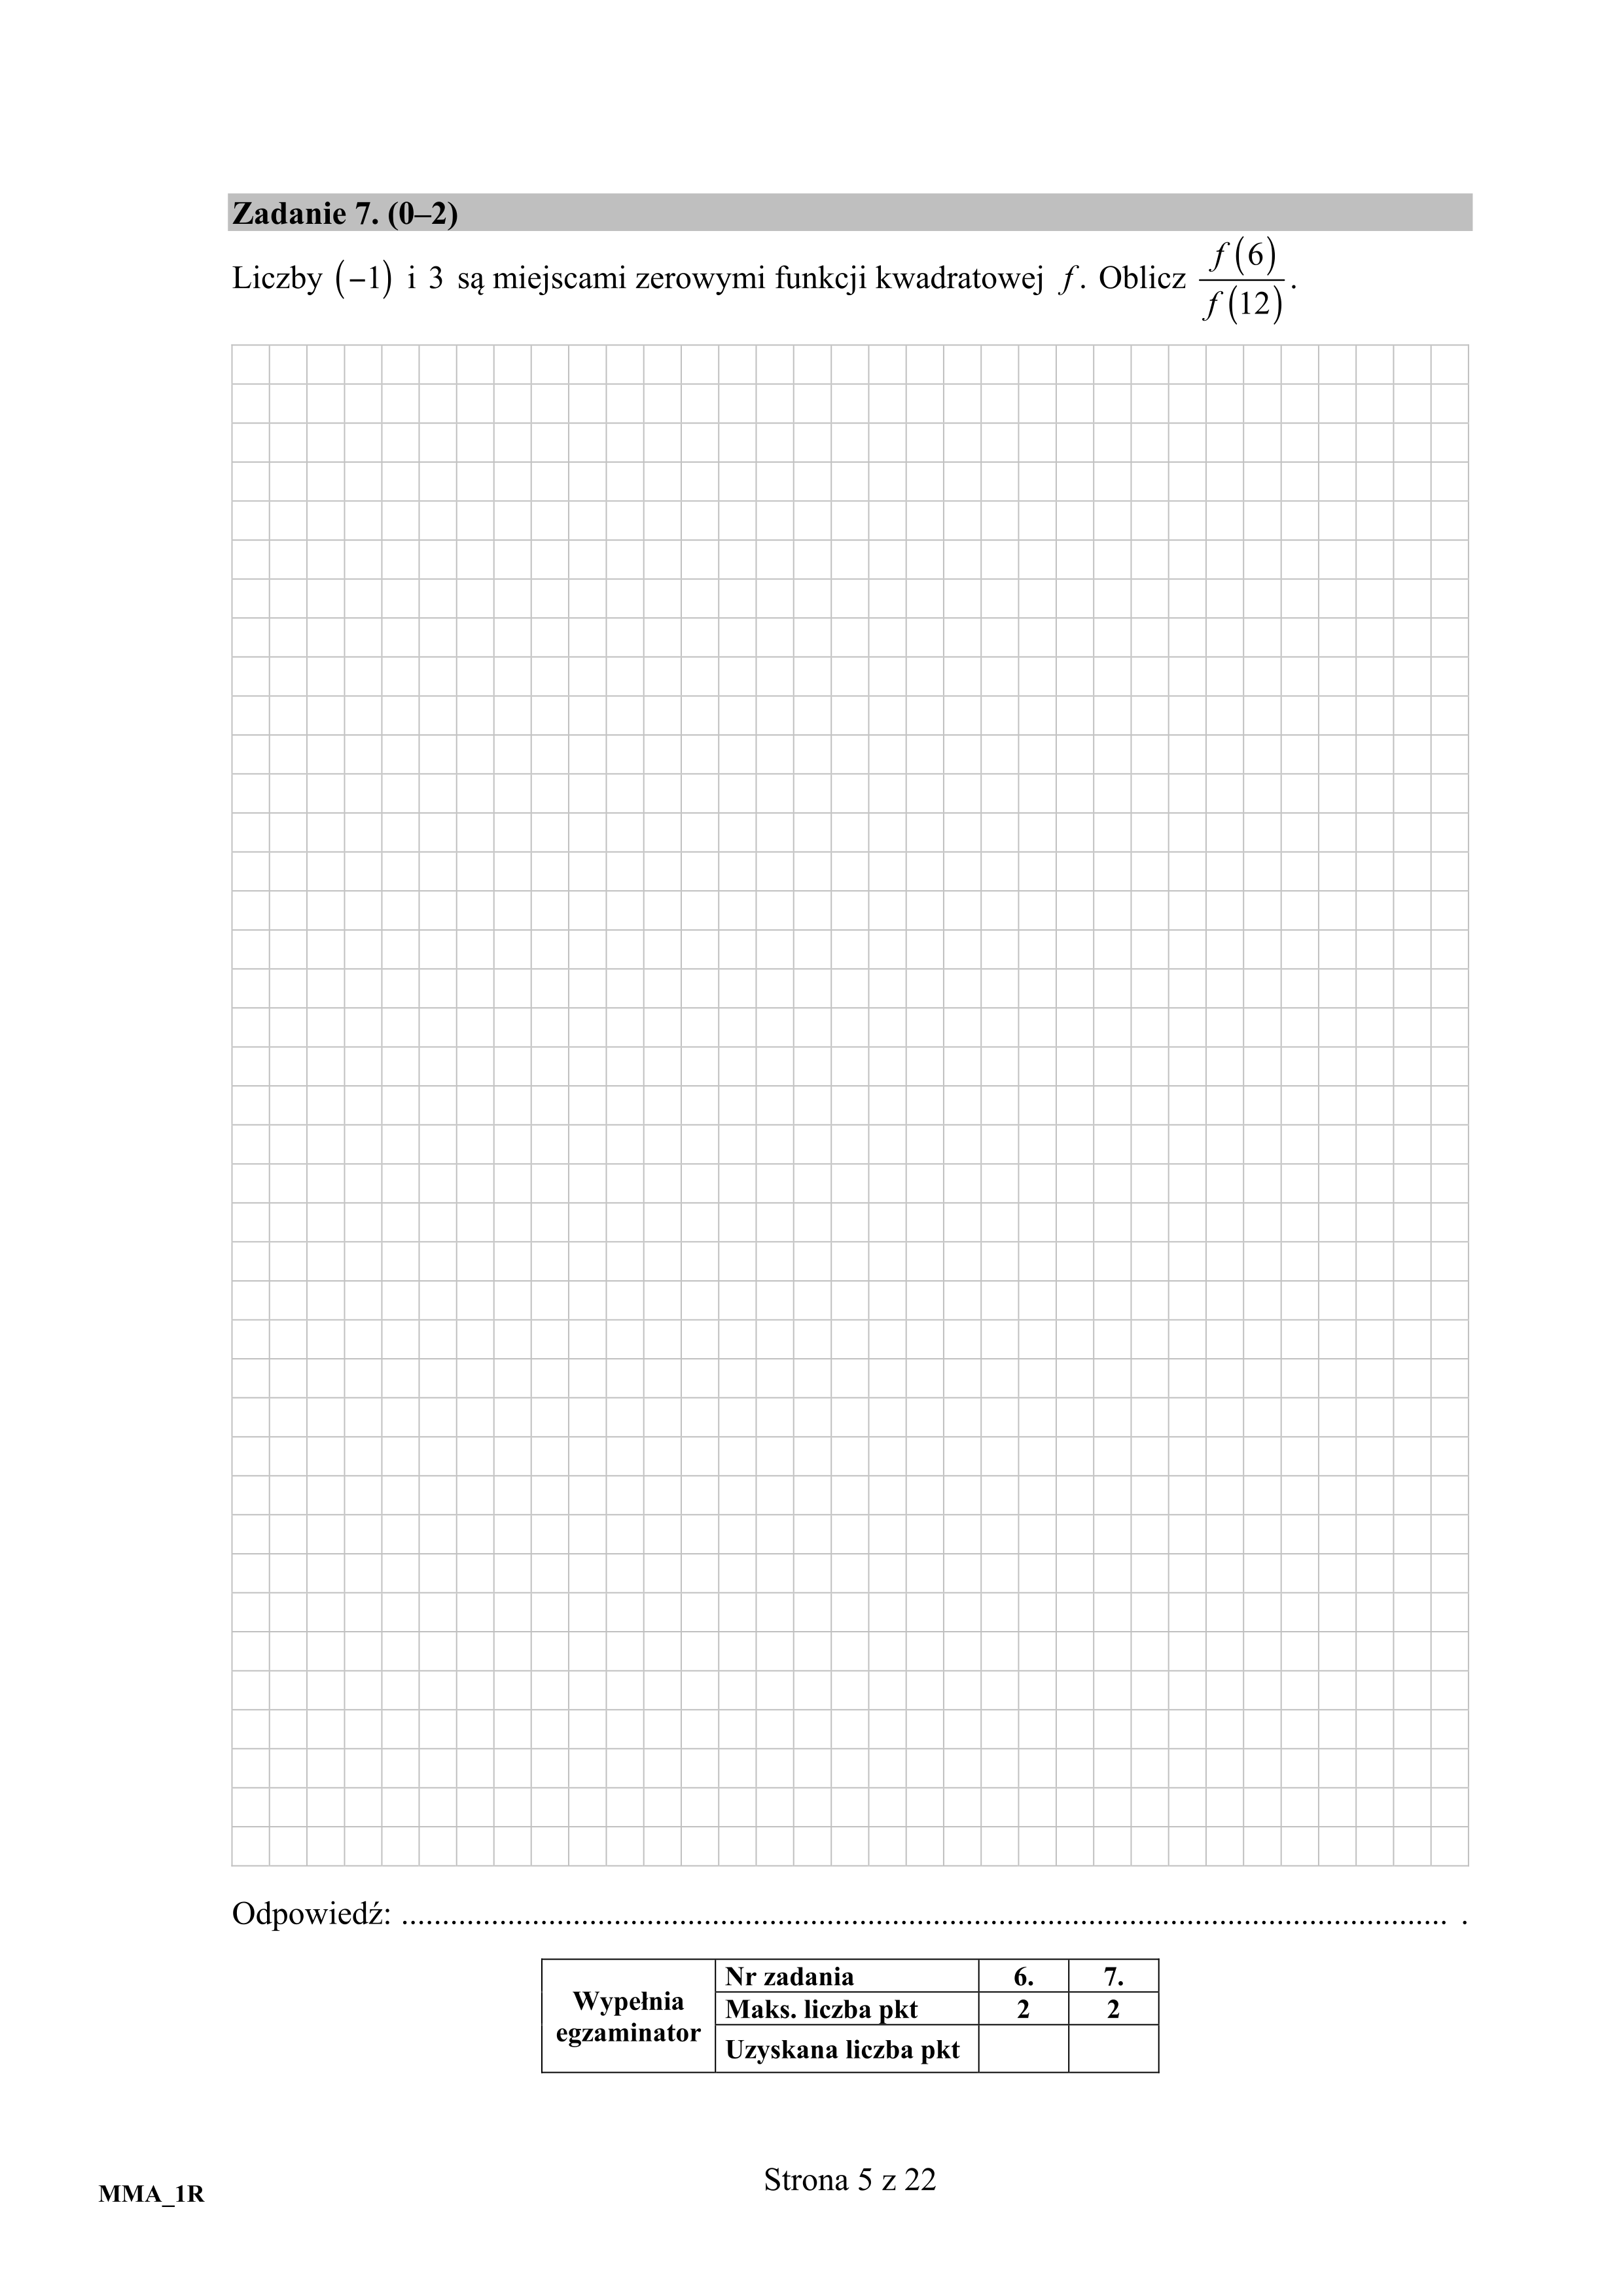 Zadanie 7. (0–2)
Liczby (−1) i 3 są miejscami zerowymi funkcji kwadratowej f. Oblicz f(6)/f(12).
Odpowiedź: ................................................................................................................................ .
Wypełnia egzaminator
Nr zadania 6. 7.
Maks. liczba pkt 2 2
Uzyskana liczba pkt
Strona 5 z 22
MMA_1R